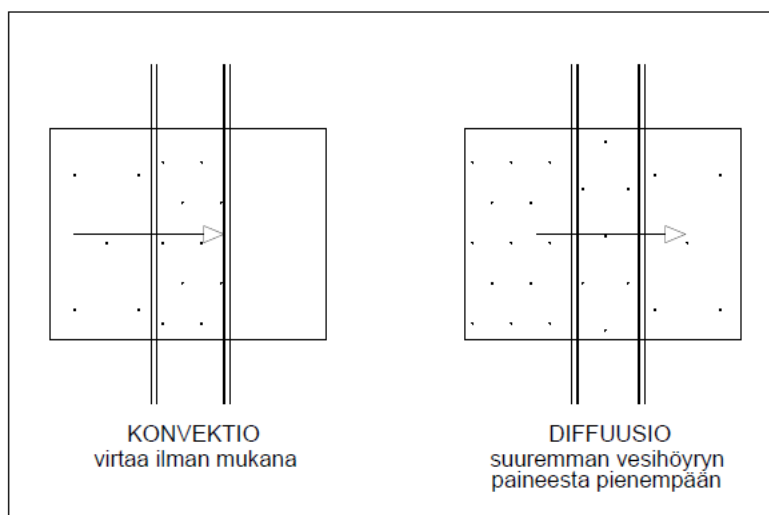 KONVEKTIO
virtaa ilman mukana
DIFFUUSIO
suuremman vesihöyryn
paineesta pienempään